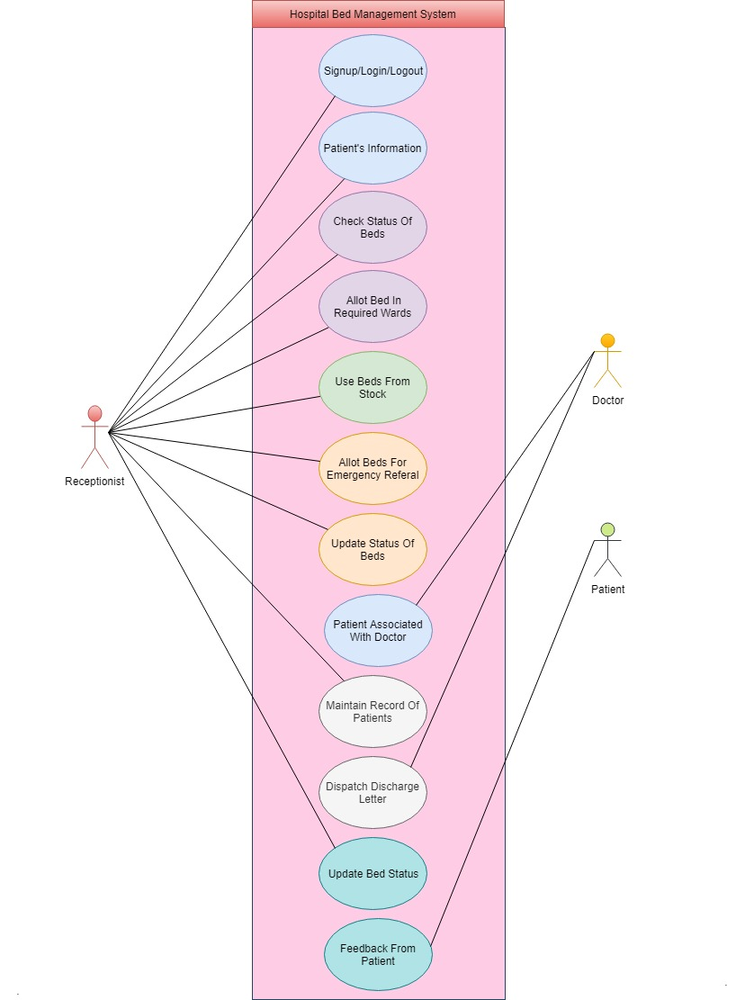 Hospital Bed Management System
Signup/Login/Logout
Patient's Information
Check Status Of
Beds
Allot Bed In
Required Wards
Use Beds From
Stock
Allot Beds For
Emergency Referal
Update Status Of
Beds
Patient Associated
With Doctor
Maintain Record Of
Patients
Dispatch Discharge
Letter
Update Bed Status
Feedback From
Patient
Receptionist
Doctor
Patient